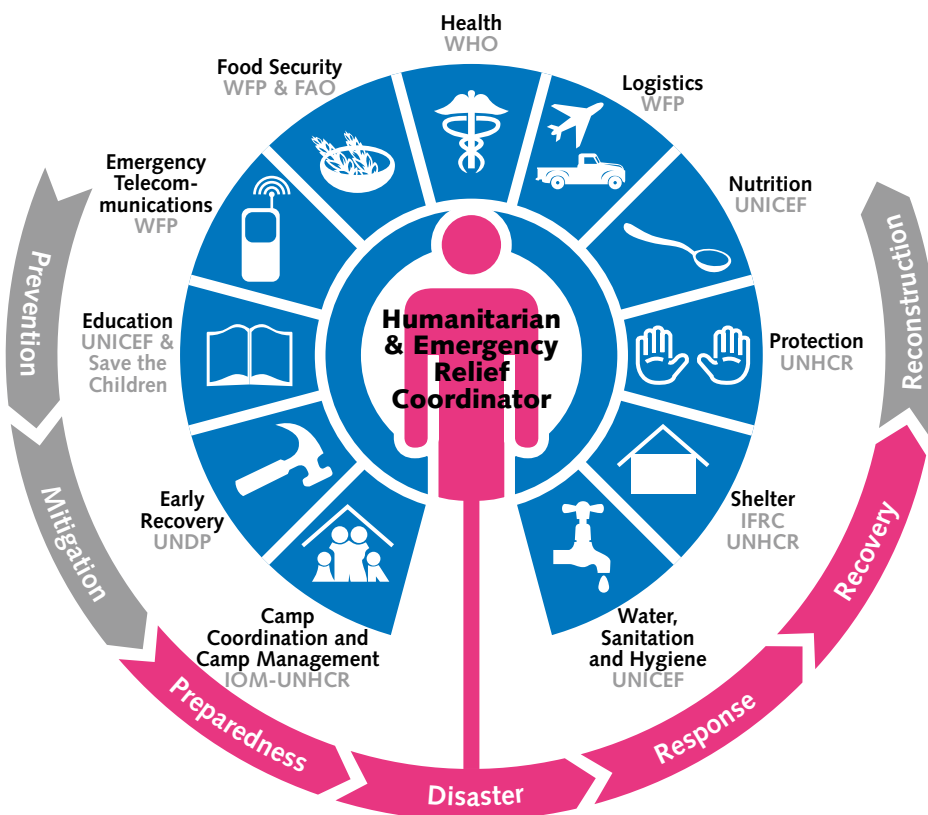 Health
WHO
Logistics
WFP
Nutrition
UNICEF
Protection
UNHCR
Shelter
IFRC
UNHCR
Water,
Sanitation
and Hygiene
UNICEF
Camp
Coordination and
Camp Management
IOM-UNHCR
Early
Recovery
UNDP
Education
UNICEF &
Save the
Children
Emergency
Telecom-
munications
WFP
Food Security
WFP & FAO
Humanitarian
& Emergency
Relief
Coordinator
Prevention
Mitigation
Preparedness
Disaster
Response
Recovery
Reconstruction